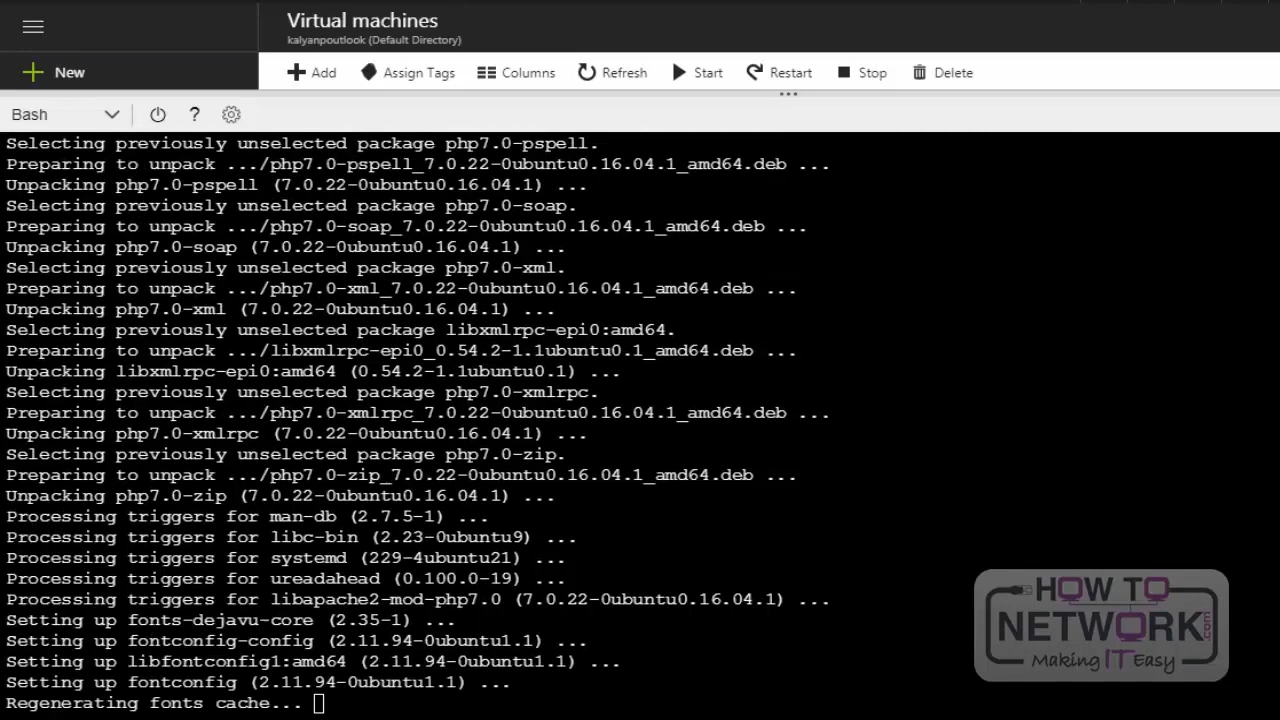 Virtual machines
kalyanpoutlook (Default Directory)
New
Add Assign Tags Columns Refresh Start Restart Stop Delete
Bash ?
Selecting previously unselected package php7.0-pspell.
Preparing to unpack .../php7.0-pspell_7.0.22-0ubuntu0.16.04.1_amd64.deb ...
Unpacking php7.0-pspell (7.0.22-0ubuntu0.16.04.1) ...
Selecting previously unselected package php7.0-soap.
Preparing to unpack .../php7.0-soap_7.0.22-0ubuntu0.16.04.1_amd64.deb ...
Unpacking php7.0-soap (7.0.22-0ubuntu0.16.04.1) ...
Selecting previously unselected package php7.0-xml.
Preparing to unpack .../php7.0-xml_7.0.22-0ubuntu0.16.04.1_amd64.deb ...
Unpacking php7.0-xml (7.0.22-0ubuntu0.16.04.1) ...
Selecting previously unselected package libxmlrpc-epi0:amd64.
Preparing to unpack .../libxmlrpc-epi0_0.54.2-1.1ubuntu0.1_amd64.deb ...
Unpacking libxmlrpc-epi0:amd64 (0.54.2-1.1ubuntu0.1) ...
Selecting previously unselected package php7.0-xmlrpc.
Preparing to unpack .../php7.0-xmlrpc_7.0.22-0ubuntu0.16.04.1_amd64.deb ...
Unpacking php7.0-xmlrpc (7.0.22-0ubuntu0.16.04.1) ...
Selecting previously unselected package php7.0-zip.
Preparing to unpack .../php7.0-zip_7.0.22-0ubuntu0.16.04.1_amd64.deb ...
Unpacking php7.0-zip (7.0.22-0ubuntu0.16.04.1) ...
Processing triggers for man-db (2.7.5-1) ...
Processing triggers for libc-bin (2.23-0ubuntu9) ...
Processing triggers for systemd (229-4ubuntu21) ...
Processing triggers for ureadahead (0.100.0-19) ...
Processing triggers for libapache2-mod-php7.0 (7.0.22-0ubuntu0.16.04.1) ...
Setting up fonts-dejavu-core (2.35-1) ...
Setting up fontconfig-config (2.11.94-0ubuntu1.1) ...
Setting up libfontconfig1:amd64 (2.11.94-0ubuntu1.1) ...
Setting up fontconfig (2.11.94-0ubuntu1.1) ...
Regenerating fonts cache...
HOW TO
NETWORK.com
Making IT Easy